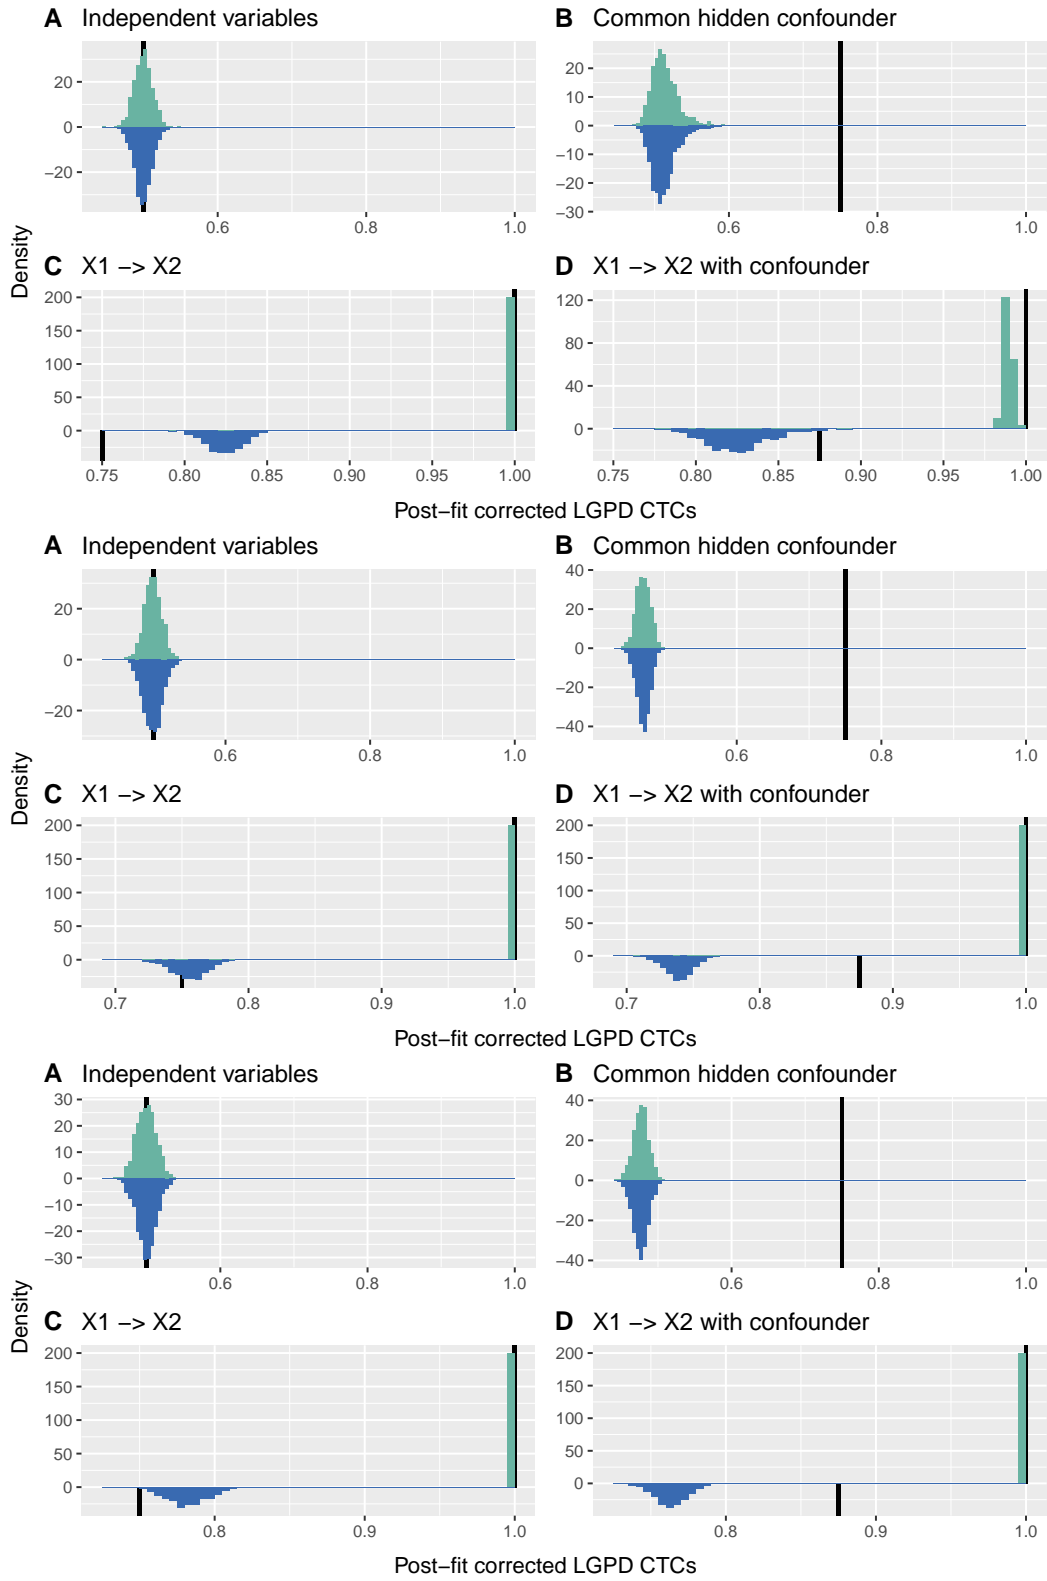 A Independent variables
B Common hidden confounder
20
0
−20
0.6 0.8 1.0
20
10
0
−10
−20
−30
0.6 0.8 1.0
Density
C X1 −> X2
D X1 −> X2 with confounder
200
150
100
50
0
0.75 0.80 0.85 0.90 0.95 1.00
120
80
40
0
0.75 0.80 0.85 0.90 0.95 1.00
Post−fit corrected LGPD CTCs
A Independent variables
B Common hidden confounder
20
0
−20
0.6 0.8 1.0
40
20
0
−20
−40
0.6 0.8 1.0
Density
C X1 −> X2
D X1 −> X2 with confounder
200
150
100
50
0
0.7 0.8 0.9 1.0
200
150
100
50
0
0.7 0.8 0.9 1.0
Post−fit corrected LGPD CTCs
A Independent variables
B Common hidden confounder
30
20
10
0
−10
−20
−30
0.6 0.8 1.0
40
20
0
−20
−40
0.6 0.8 1.0
Density
C X1 −> X2
D X1 −> X2 with confounder
200
150
100
50
0
0.8 0.9 1.0
200
150
100
50
0
0.8 0.9 1.0
Post−fit corrected LGPD CTCs